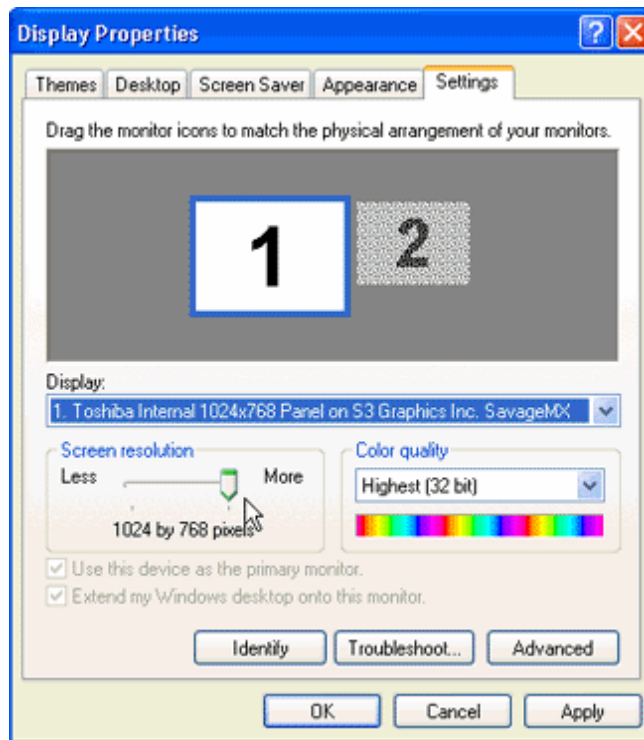 Display Properties
Themes Desktop Screen Saver Appearance Settings
Drag the monitor icons to match the physical arrangement of your monitors.
1 2
Display:
1. Toshiba Internal 1024x768 Panel on S3 Graphics Inc. SavageMX
Screen resolution
Less More
1024 by 768 pixels
Color quality
Highest (32 bit)
Use this device as the primary monitor.
Extend my Windows desktop onto this monitor.
Identify Troubleshoot... Advanced
OK Cancel Apply